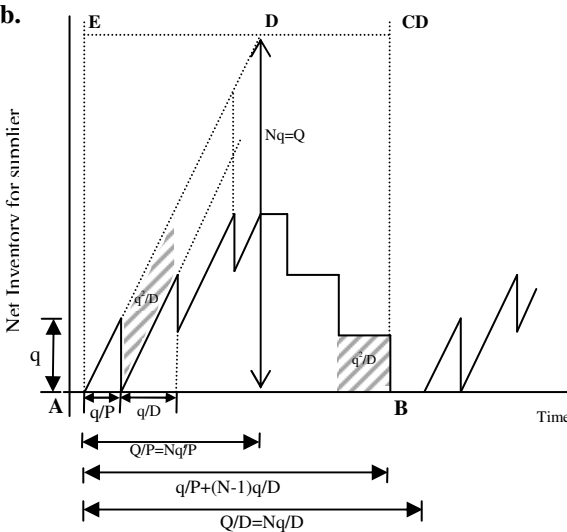 b.
E D CD
Net Inventory for supplier
Nq=Q
q²/D
q²/D
q
A B
q/P q/D
Time
Q/P=Nq/P
q/P+(N-1)q/D
Q/D=Nq/D